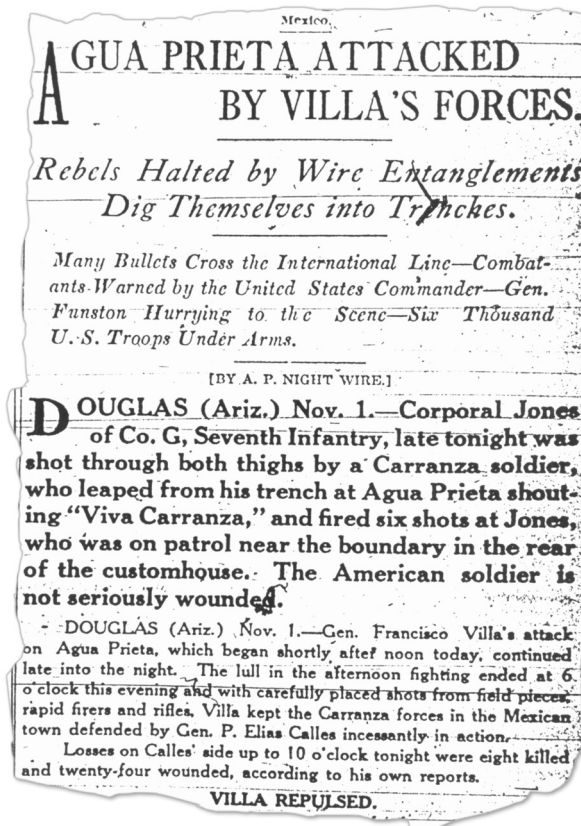 Mexico.
AGUA PRIETA ATTACKED
BY VILLA'S FORCES.
Rebels Halted by Wire Entanglements
Dig Themselves into Trenches.
Many Bullets Cross the International Line—Combat-
ants Warned by the United States Commander—Gen.
Funston Hurrying to the Scene—Six Thousand
U. S. Troops Under Arms.
[BY A. P. NIGHT WIRE.]
DOUGLAS (Ariz.) Nov. 1.—Corporal Jones
of Co. G, Seventh Infantry, late tonight was
shot through both thighs by a Carranza soldier,
who leaped from his trench at Agua Prieta shout-
ing "Viva Carranza," and fired six shots at Jones,
who was on patrol near the boundary in the rear
of the customhouse. The American soldier is
not seriously wounded.
DOUGLAS (Ariz.) Nov. 1.—Gen. Francisco Villa's attack
on Agua Prieta, which began shortly after noon today, continued
late into the night. The lull in the afternoon fighting ended at 6
o'clock this evening and with carefully placed shots from field pieces,
rapid firers and rifles, Villa kept the Carranza forces in the Mexican
town defended by Gen. P. Elias Calles incessantly in action.
Losses on Calles' side up to 10 o'clock tonight were eight killed
and twenty-four wounded, according to his own reports.
VILLA REPULSED.